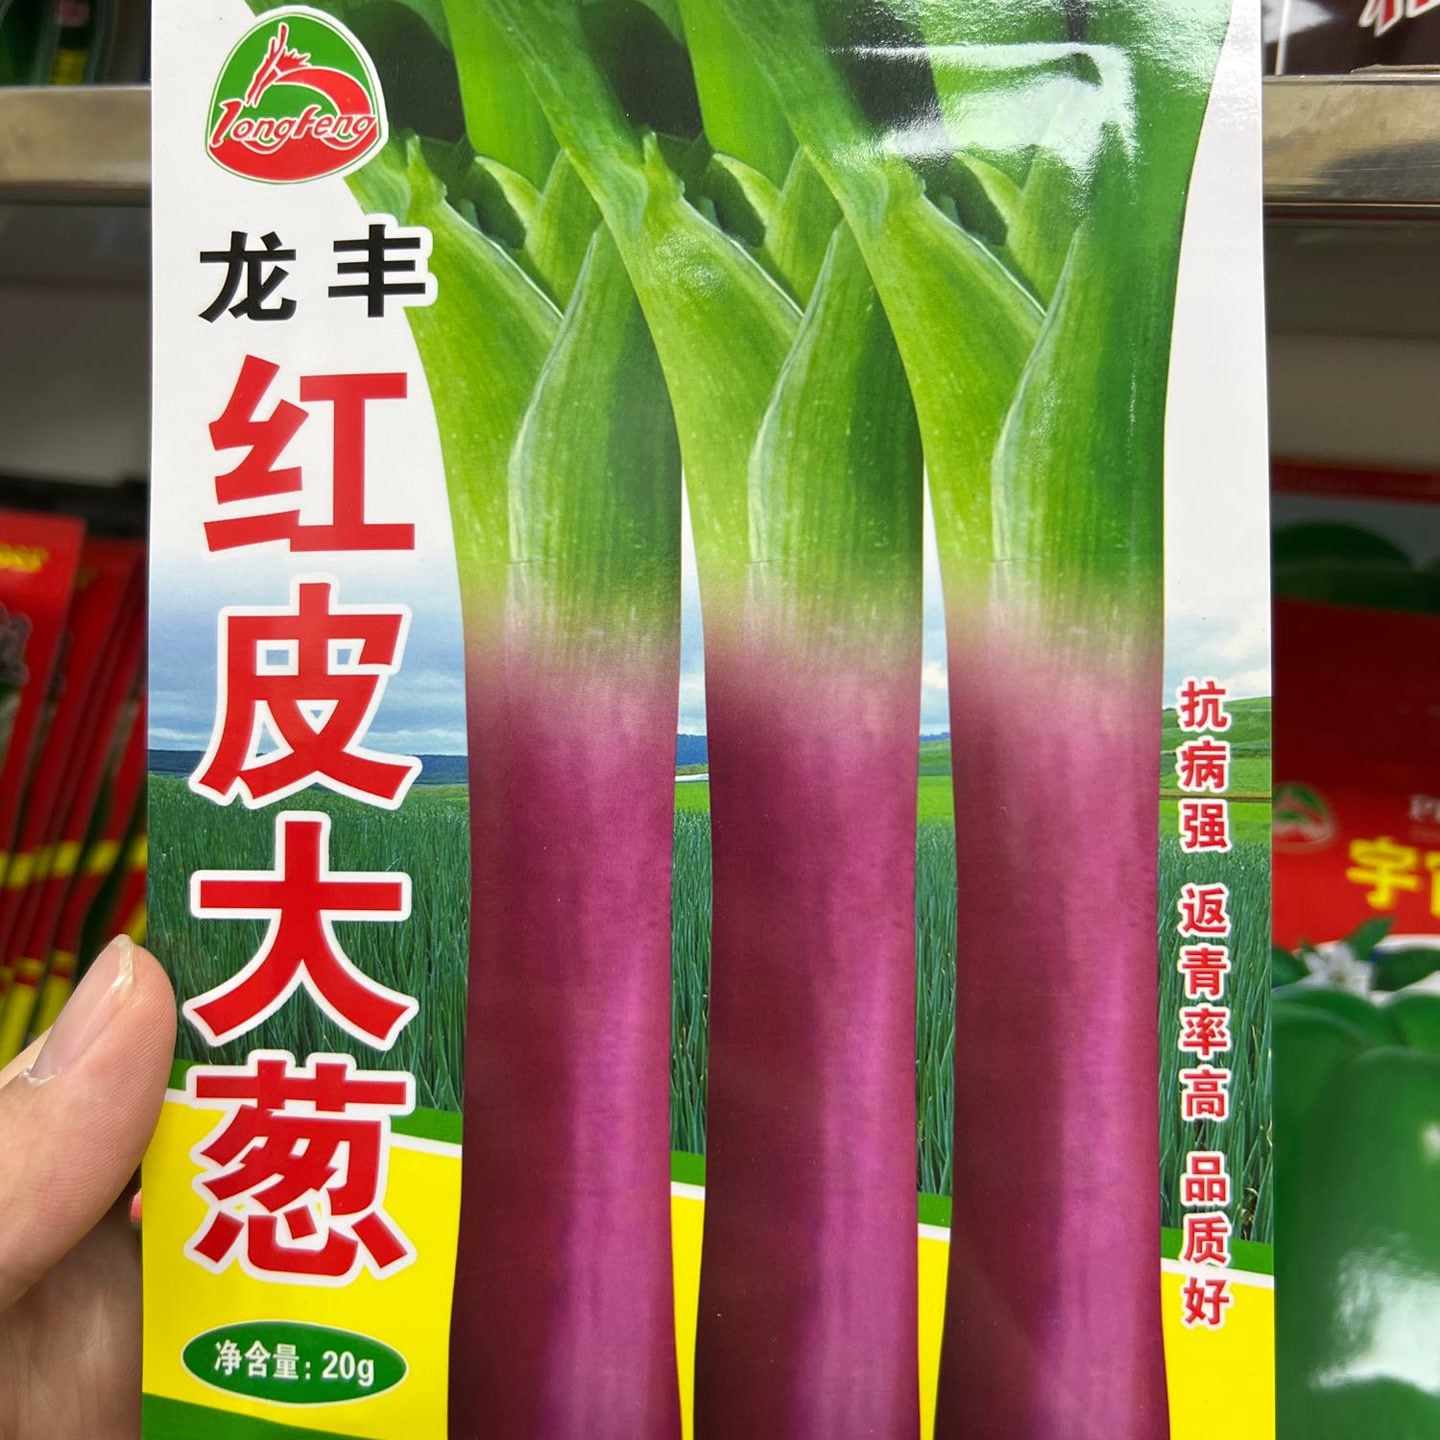 longfeng
龙丰
红皮大葱
抗病强 返青率高 品质好
净含量：20g